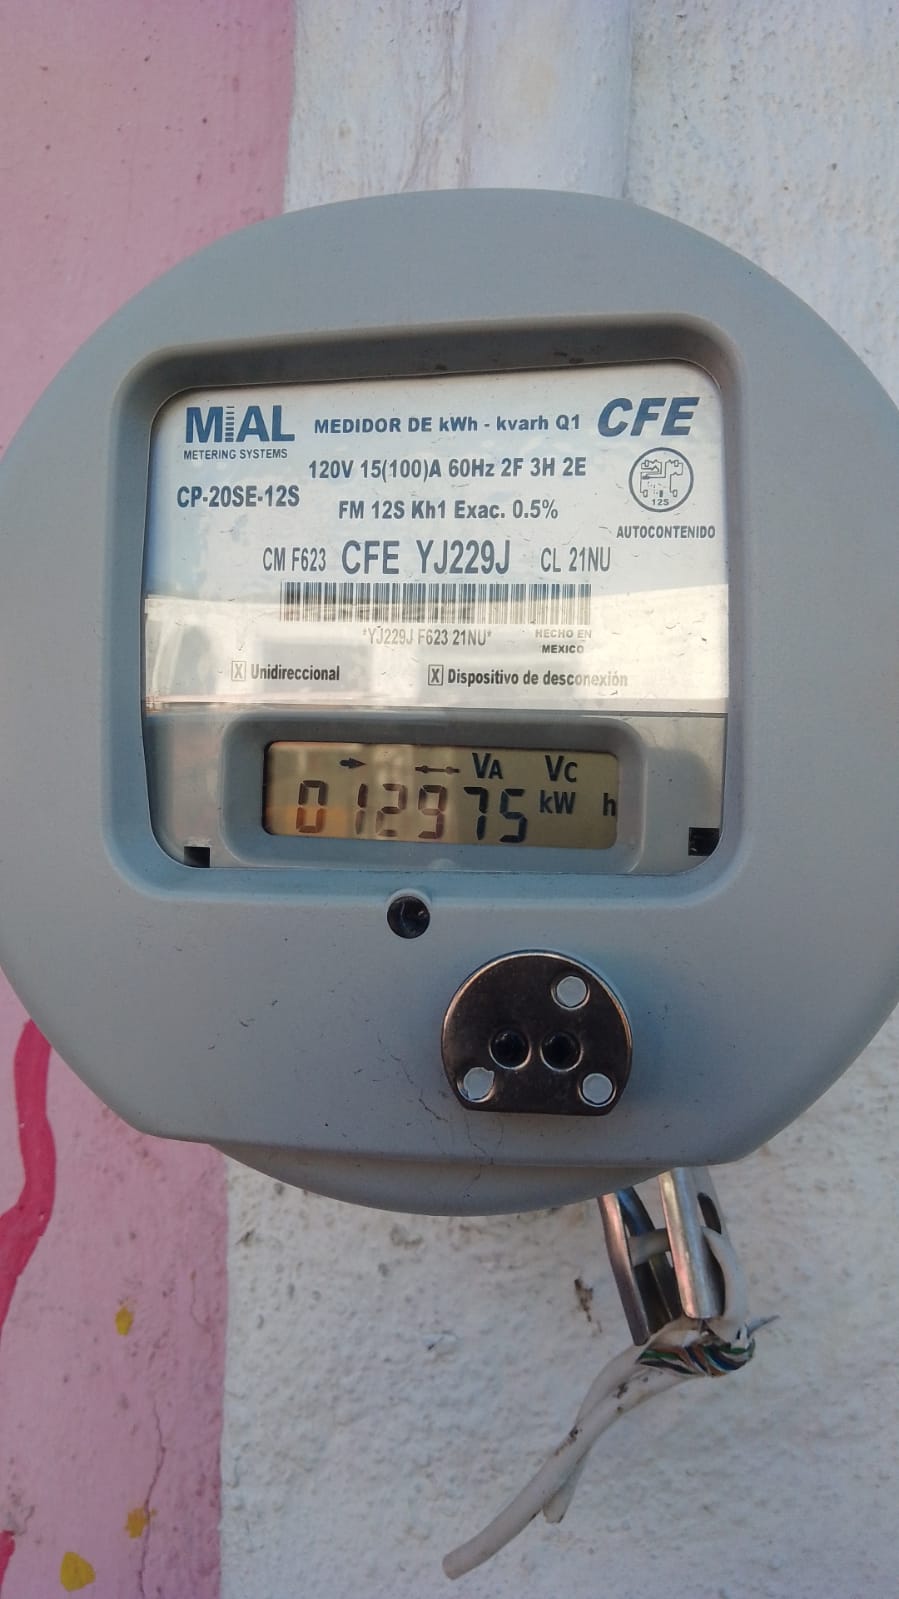 MIAL
METERING SYSTEMS
MEDIDOR DE kWh - kvarh Q1
CFE
120V 15(100)A 60Hz 2F 3H 2E
CP-20SE-12S
FM 12S Kh1 Exac. 0.5%
12S
AUTOCONTENIDO
CM F623 CFE YJ229J CL 21NU
*YJ229J F623 21NU*
HECHO EN
MEXICO
X Unidireccional
X Dispositivo de desconexión
VA VC
012975 kW h